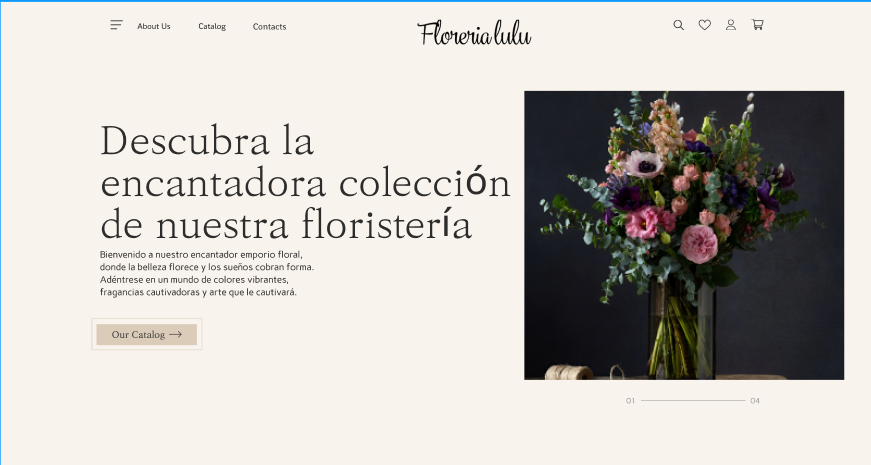 About Us
Catalog
Contacts
Floreria lulu
Descubra la
encantadora colección
de nuestra floristería
Bienvenido a nuestro encantador emporio floral,
donde la belleza florece y los sueños cobran forma.
Adéntrese en un mundo de colores vibrantes,
fragancias cautivadoras y arte que le cautivará.
Our Catalog
01
04